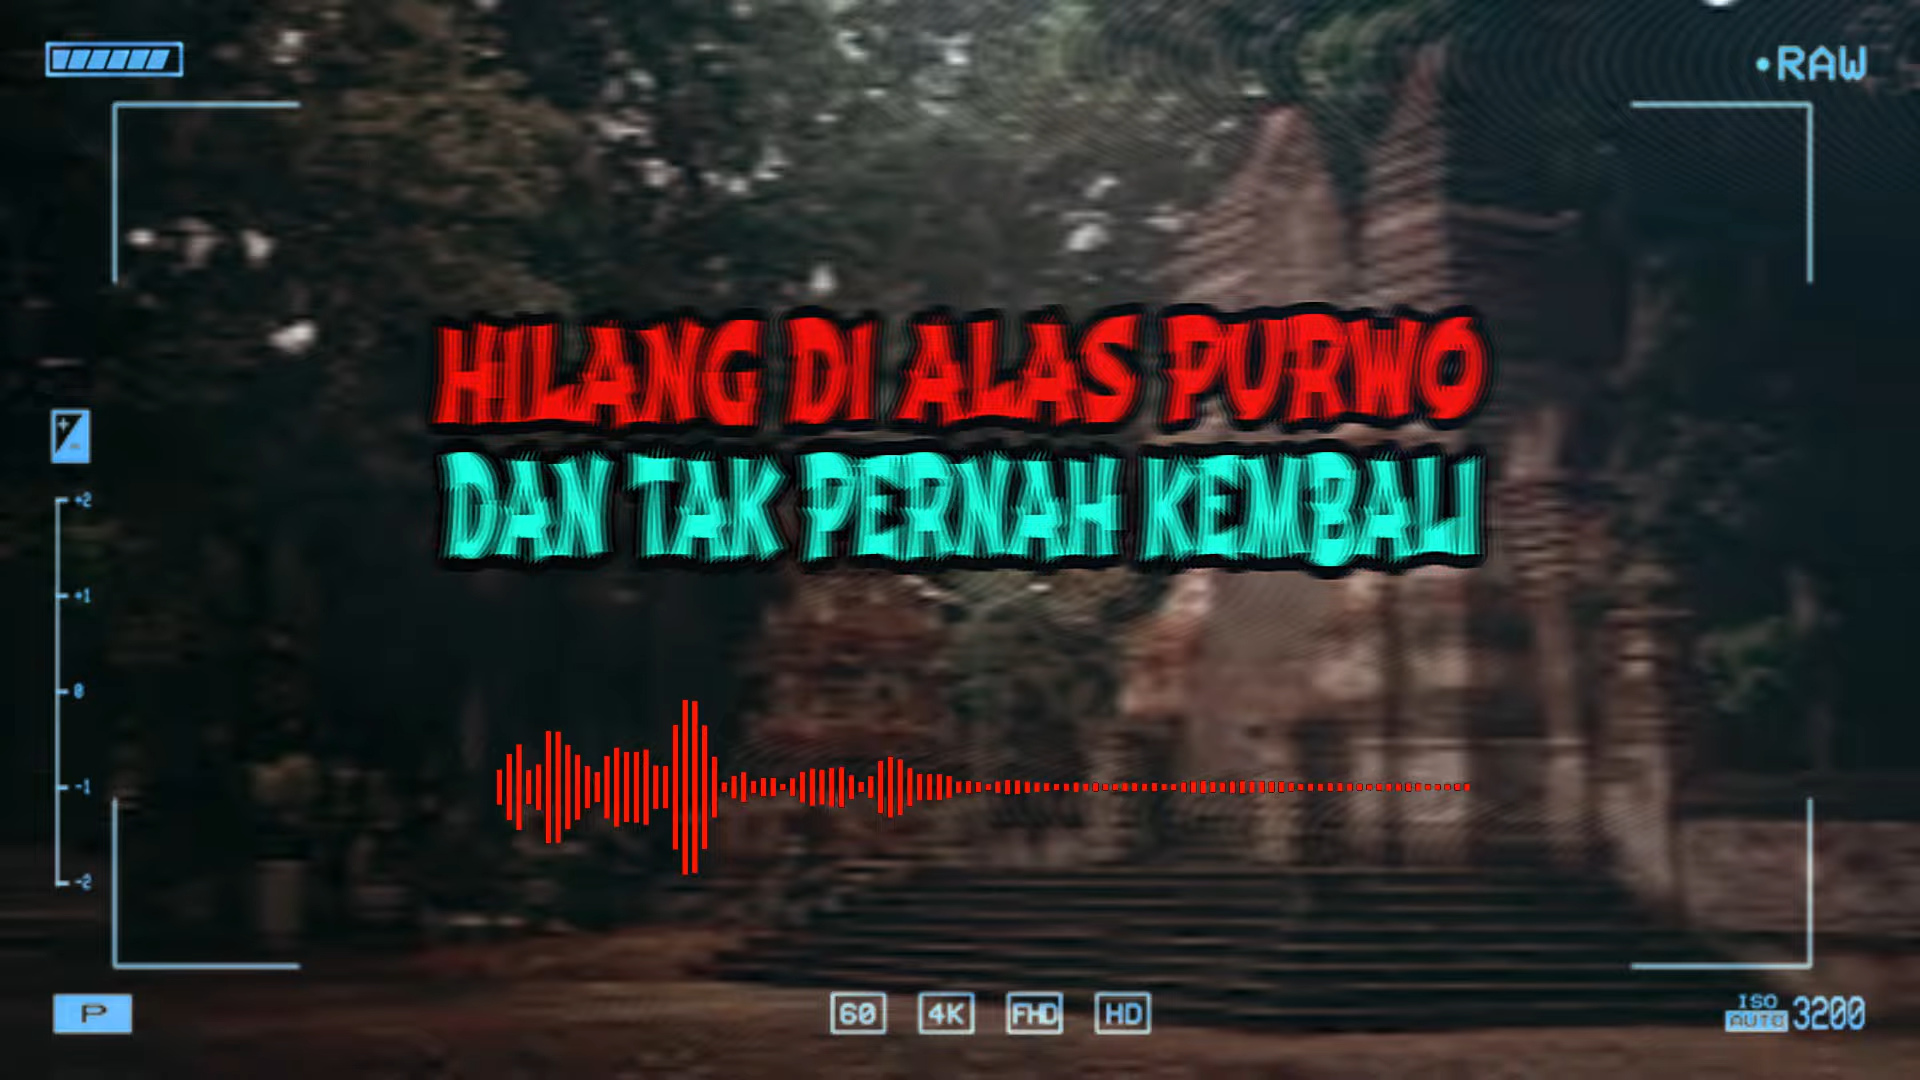 •RAW
HILANG DI ALAS PURWO
DAN TAK PERNAH KEMBALI
+2
+1
0
-1
-2
P
60 4K FHD HD
ISO AUTO 3200